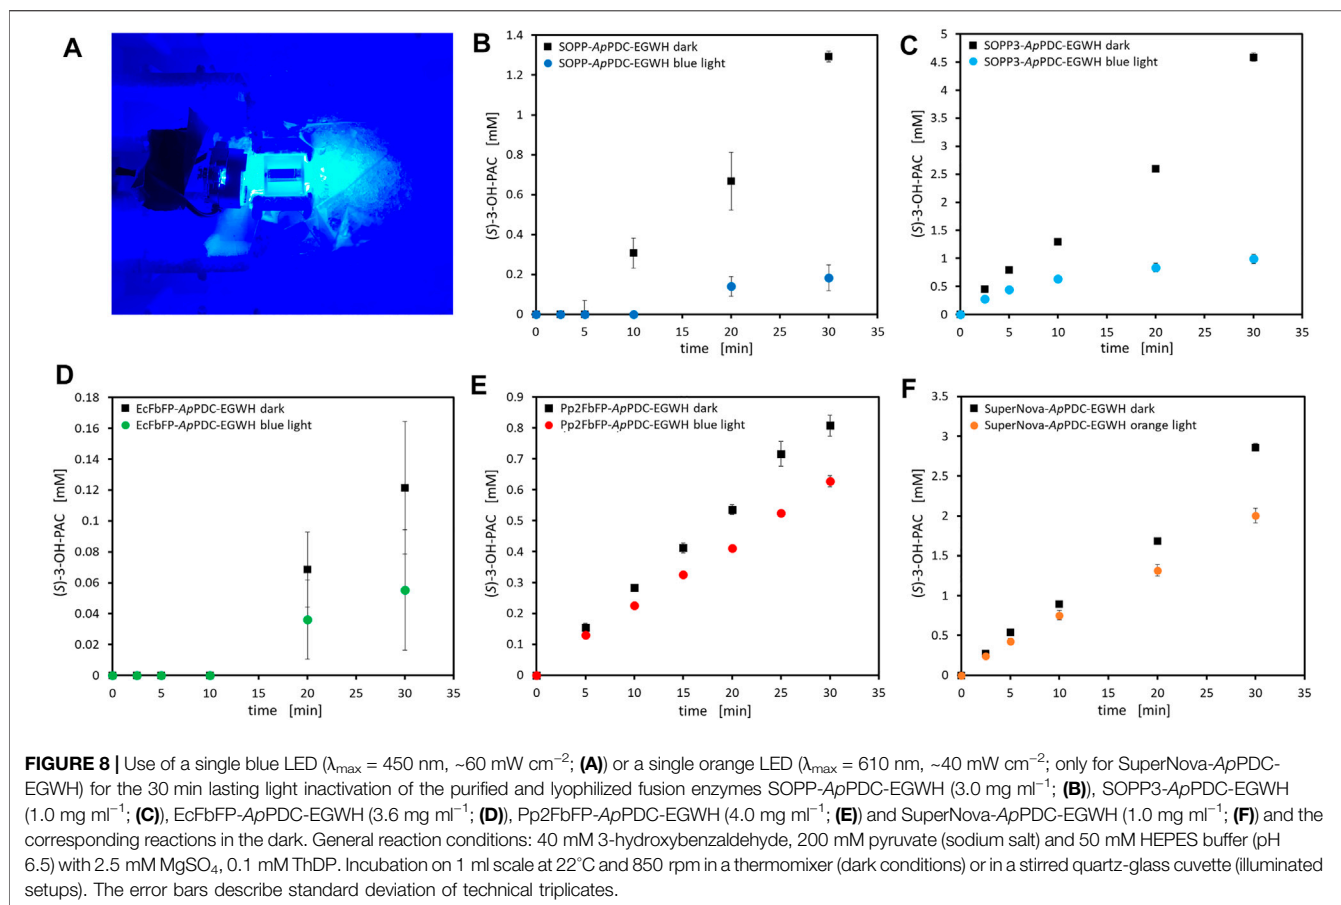 A
B
1.4
1.2
1
0.8
0.6
0.4
0.2
0
0 5 10 15 20 25 30 35
(S)-3-OH-PAC [mM]
time [min]
SOPP-ApPDC-EGWH dark
SOPP-ApPDC-EGWH blue light
C
5
4.5
4
3.5
3
2.5
2
1.5
1
0.5
0
0 5 10 15 20 25 30 35
(S)-3-OH-PAC [mM]
time [min]
SOPP3-ApPDC-EGWH dark
SOPP3-ApPDC-EGWH blue light
D
0.18
0.16
0.14
0.12
0.1
0.08
0.06
0.04
0.02
0
0 5 10 15 20 25 30 35
(S)-3-OH-PAC [mM]
time [min]
EcFbFP-ApPDC-EGWH dark
EcFbFP-ApPDC-EGWH blue light
E
0.9
0.8
0.7
0.6
0.5
0.4
0.3
0.2
0.1
0
0 5 10 15 20 25 30 35
(S)-3-OH-PAC [mM]
time [min]
Pp2FbFP-ApPDC-EGWH dark
Pp2FbFP-ApPDC-EGWH blue light
F
3.5
3
2.5
2
1.5
1
0.5
0
0 5 10 15 20 25 30 35
(S)-3-OH-PAC [mM]
time [min]
SuperNova-ApPDC-EGWH dark
SuperNova-ApPDC-EGWH orange light
FIGURE 8 | Use of a single blue LED (λmax = 450 nm, ~60 mW cm⁻²; (A)) or a single orange LED (λmax = 610 nm, ~40 mW cm⁻²; only for SuperNova-ApPDC-
EGWH) for the 30 min lasting light inactivation of the purified and lyophilized fusion enzymes SOPP-ApPDC-EGWH (3.0 mg ml⁻¹; (B)), SOPP3-ApPDC-EGWH
(1.0 mg ml⁻¹; (C)), EcFbFP-ApPDC-EGWH (3.6 mg ml⁻¹; (D)), Pp2FbFP-ApPDC-EGWH (4.0 mg ml⁻¹; (E)) and SuperNova-ApPDC-EGWH (1.0 mg ml⁻¹; (F)) and the
corresponding reactions in the dark. General reaction conditions: 40 mM 3-hydroxybenzaldehyde, 200 mM pyruvate (sodium salt) and 50 mM HEPES buffer (pH
6.5) with 2.5 mM MgSO₄, 0.1 mM ThDP. Incubation on 1 ml scale at 22°C and 850 rpm in a thermomixer (dark conditions) or in a stirred quartz-glass cuvette (illuminated
setups). The error bars describe standard deviation of technical triplicates.